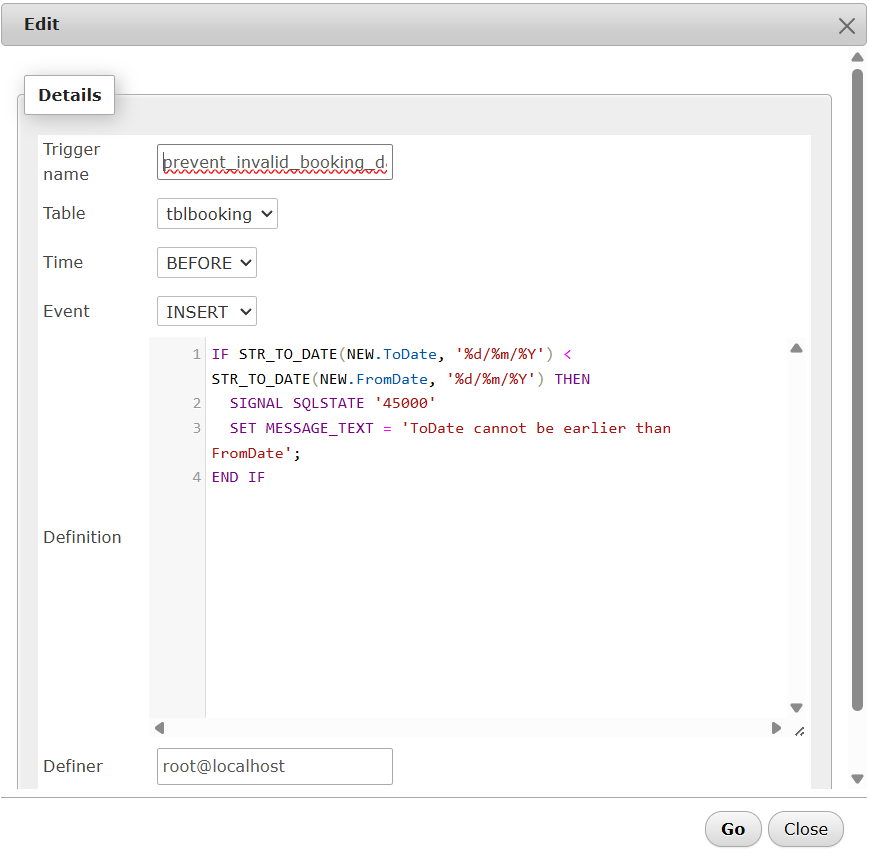 Edit
Details
Trigger
name
prevent_invalid_booking_d
Table
tblbooking
Time
BEFORE
Event
INSERT
Definition
1 IF STR_TO_DATE(NEW.ToDate, '%d/%m/%Y') <
STR_TO_DATE(NEW.FromDate, '%d/%m/%Y') THEN
2 SIGNAL SQLSTATE '45000'
3 SET MESSAGE_TEXT = 'ToDate cannot be earlier than
FromDate';
4 END IF
Definer
root@localhost
Go Close